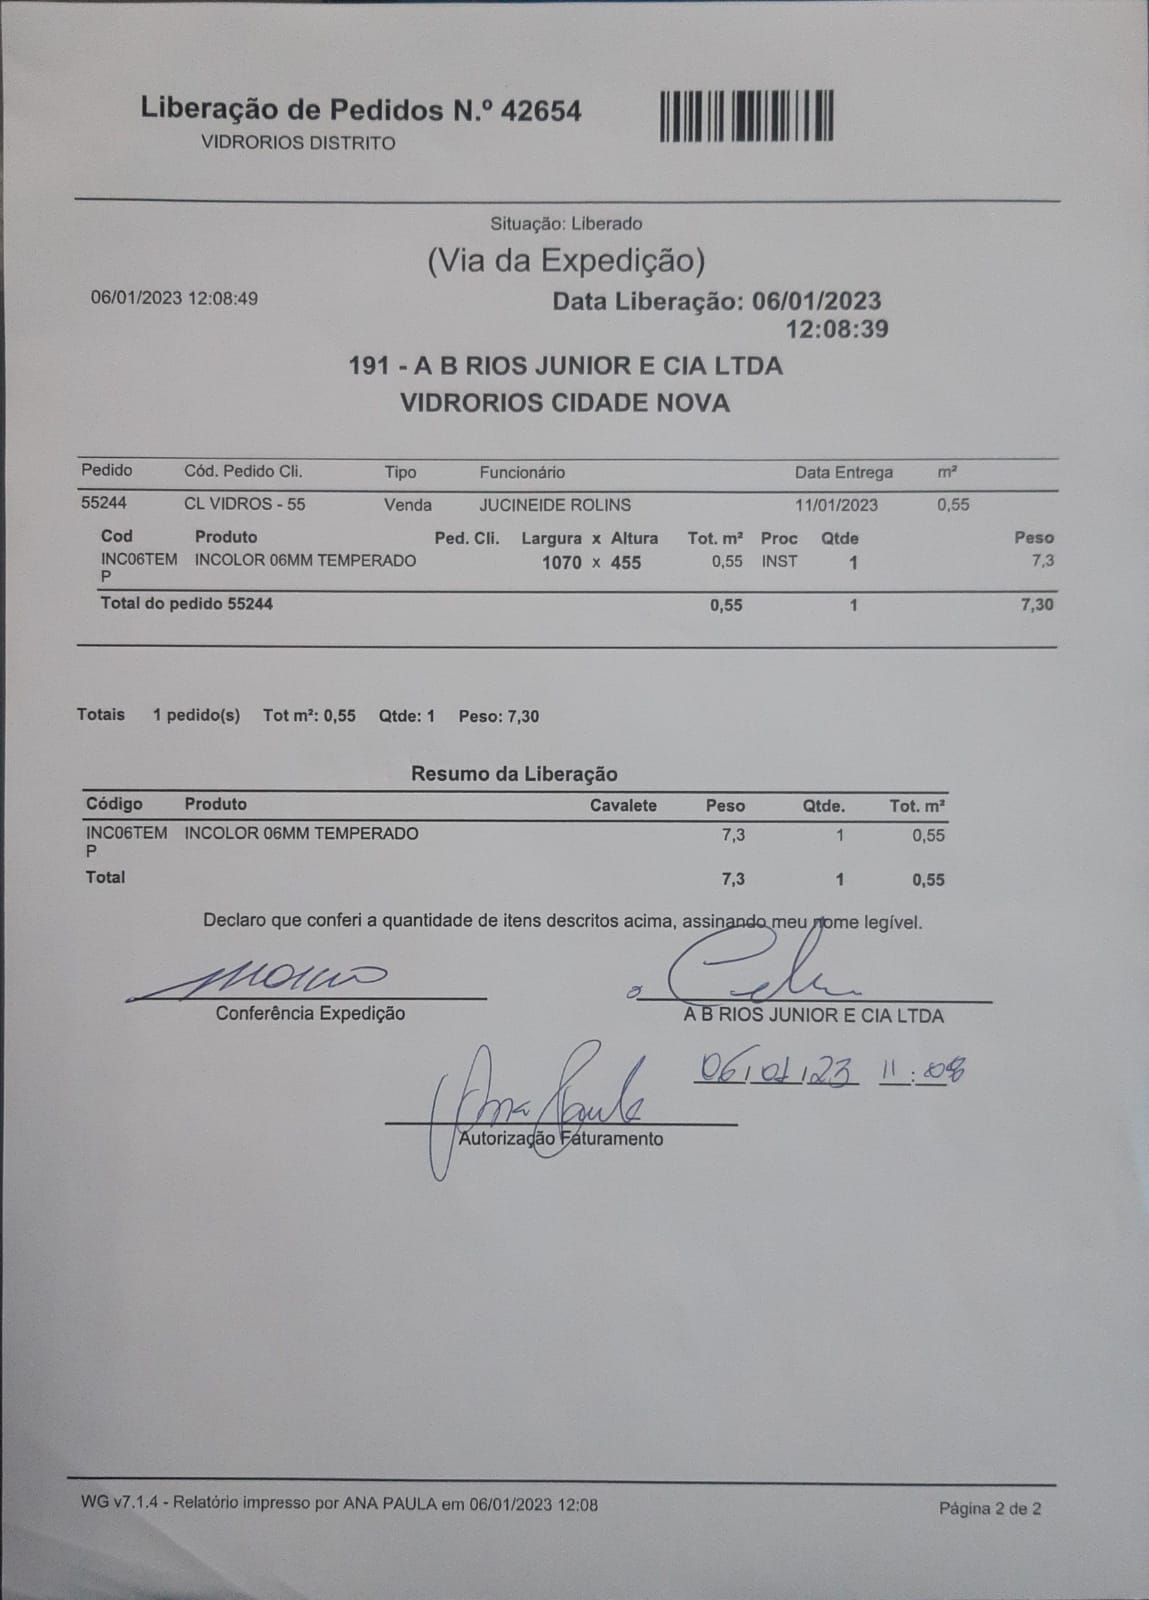 Liberação de Pedidos N.º 42654
VIDRORIOS DISTRITO
Situação: Liberado
(Via da Expedição)
06/01/2023 12:08:49 Data Liberação: 06/01/2023
12:08:39
191 - A B RIOS JUNIOR E CIA LTDA
VIDRORIOS CIDADE NOVA
Pedido Cód. Pedido Cli. Tipo Funcionário Data Entrega m²
55244 CL VIDROS - 55 Venda JUCINEIDE ROLINS 11/01/2023 0,55
Cod Produto Ped. Cli. Largura x Altura Tot. m² Proc Qtde Peso
INC06TEM INCOLOR 06MM TEMPERADO 1070 x 455 0,55 INST 1 7,3
P
Total do pedido 55244 0,55 1 7,30
Totais 1 pedido(s) Tot m²: 0,55 Qtde: 1 Peso: 7,30
Resumo da Liberação
Código Produto Cavalete Peso Qtde. Tot. m²
INC06TEM INCOLOR 06MM TEMPERADO 7,3 1 0,55
P
Total 7,3 1 0,55
Declaro que conferi a quantidade de itens descritos acima, assinando meu nome legível.
Conferência Expedição A B RIOS JUNIOR E CIA LTDA
06/01/23 11:08
Ana Paula
Autorização Faturamento
WG v7.1.4 - Relatório impresso por ANA PAULA em 06/01/2023 12:08 Página 2 de 2